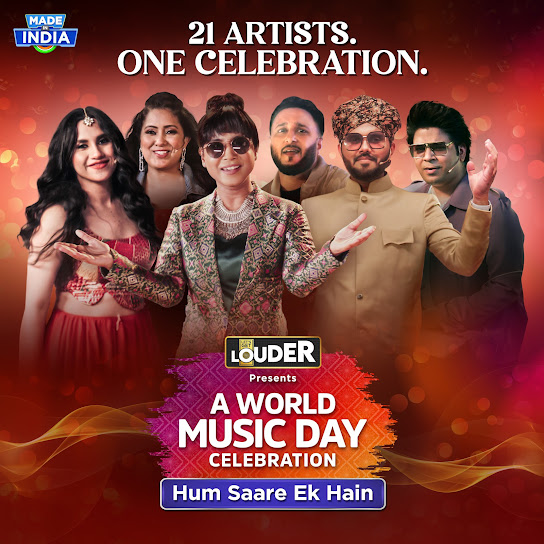 MADE
IN
INDIA
21 ARTISTS.
ONE CELEBRATION.
LOUDER
Presents
A WORLD
MUSIC DAY
CELEBRATION
Hum Saare Ek Hain